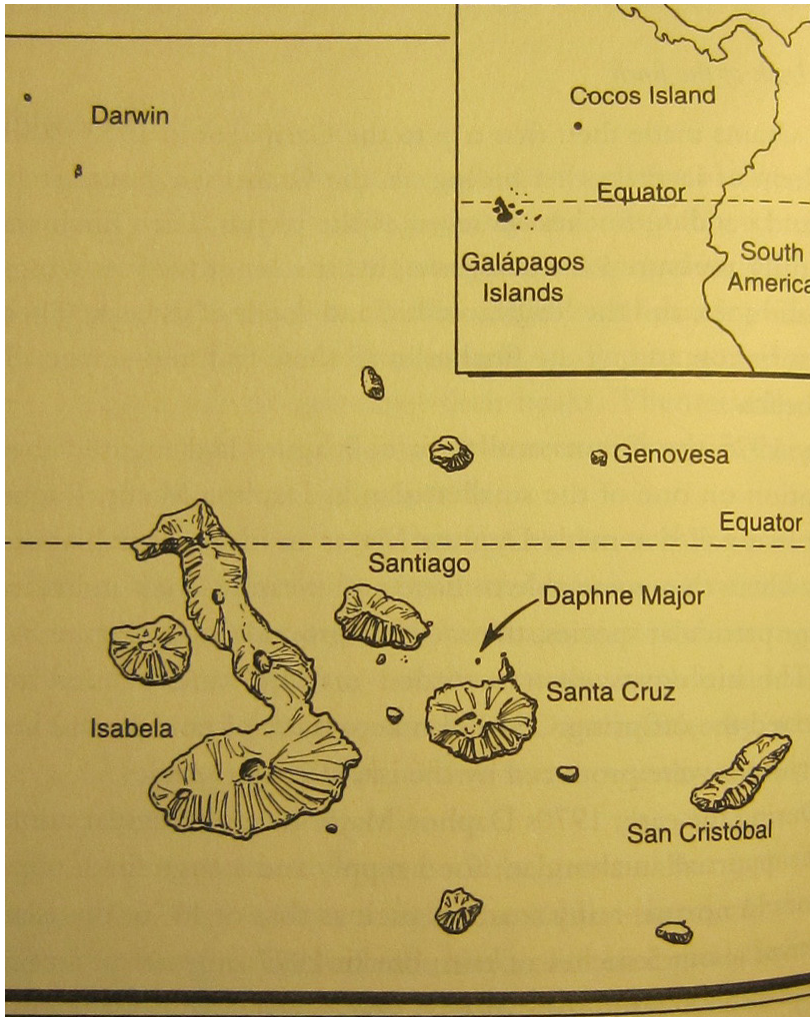 Darwin
Cocos Island
Equator
Galápagos
Islands
South
America
Genovesa
Equator
Santiago
Daphne Major
Santa Cruz
Isabela
San Cristóbal